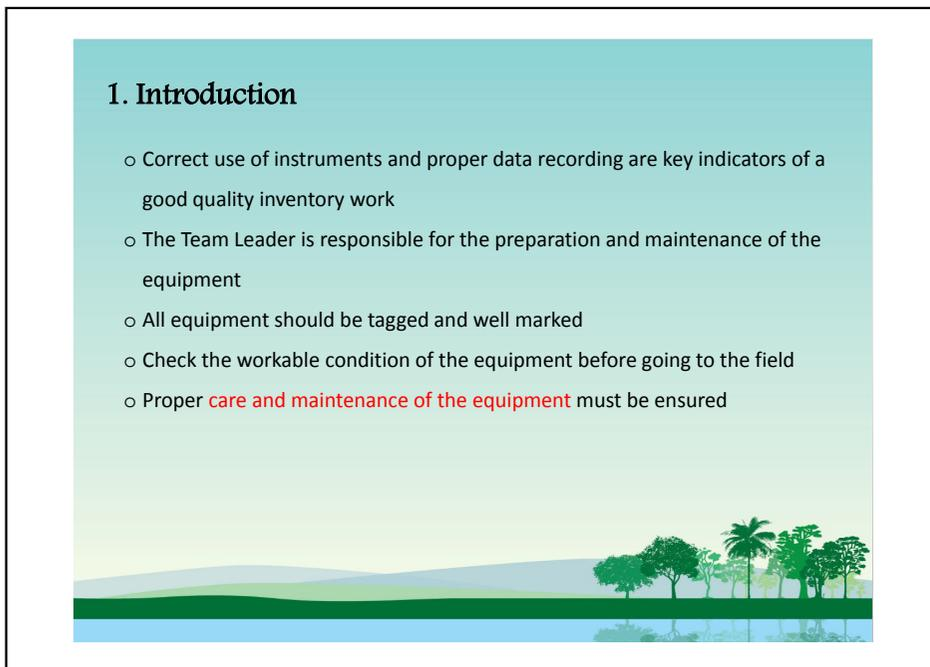 1. Introduction
o Correct use of instruments and proper data recording are key indicators of a
good quality inventory work
o The Team Leader is responsible for the preparation and maintenance of the
equipment
o All equipment should be tagged and well marked
o Check the workable condition of the equipment before going to the field
o Proper care and maintenance of the equipment must be ensured